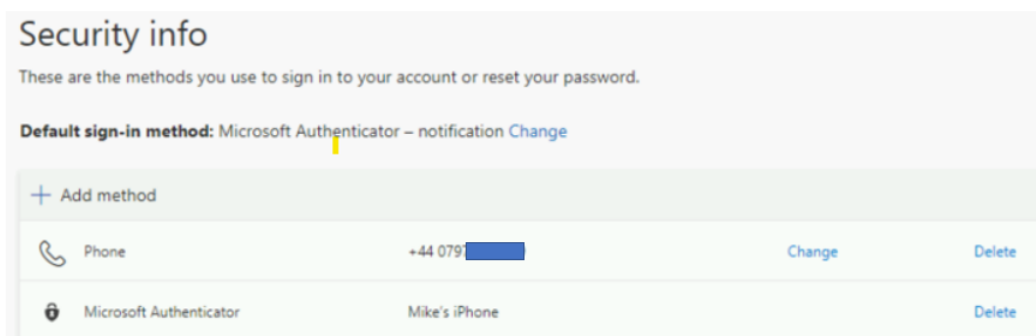 Security info
These are the methods you use to sign in to your account or reset your password.
Default sign-in method: Microsoft Authenticator – notification Change
Add method
Phone +44 079 Change Delete
Microsoft Authenticator Mike's iPhone Delete